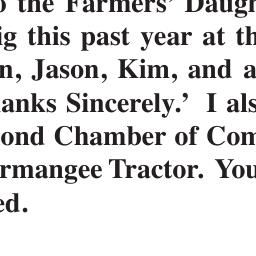 the Farmers' Daugh
ig this past year at th
n, Jason, Kim, and a
anks Sincerely.' I als
ond Chamber of Com
rmangee Tractor. You
ed.